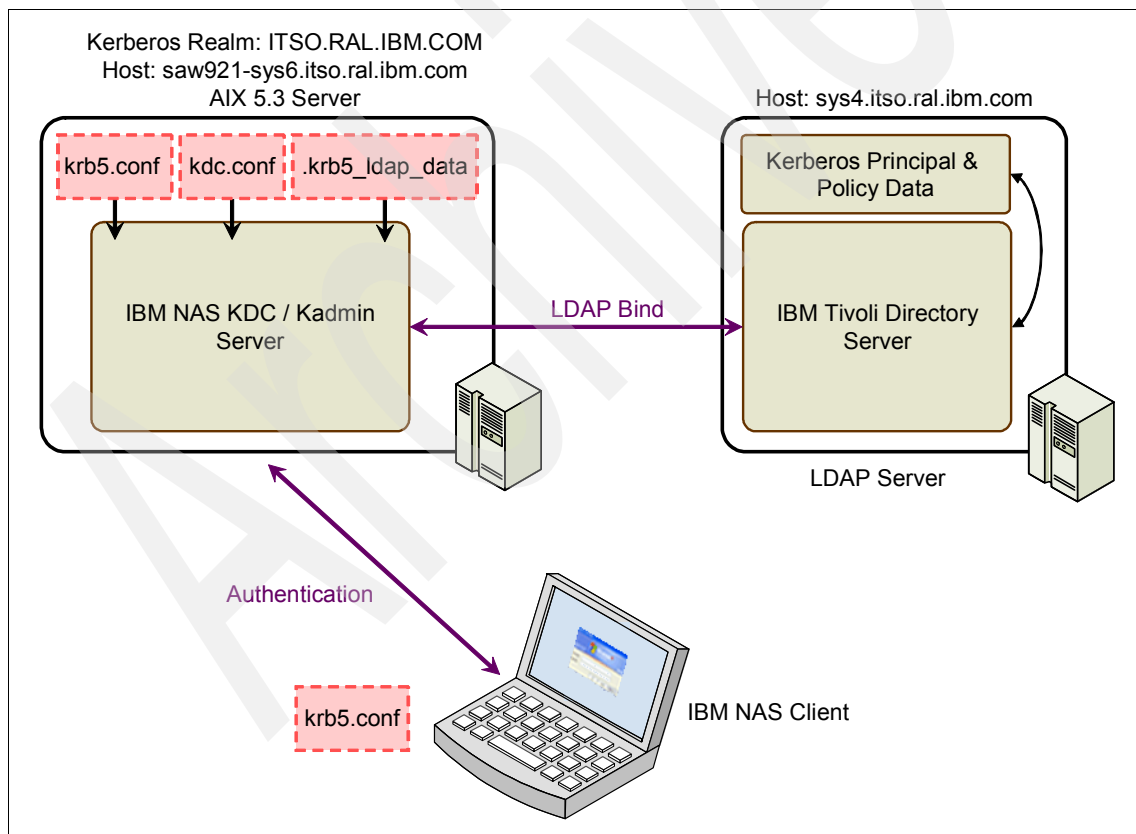 Kerberos Realm: ITSO.RAL.IBM.COM
Host: saw921-sys6.itso.ral.ibm.com
AIX 5.3 Server
krb5.conf
kdc.conf
.krb5_ldap_data
IBM NAS KDC / Kadmin
Server
LDAP Bind
Host: sys4.itso.ral.ibm.com
Kerberos Principal &
Policy Data
IBM Tivoli Directory
Server
LDAP Server
Authentication
krb5.conf
IBM NAS Client
Archive